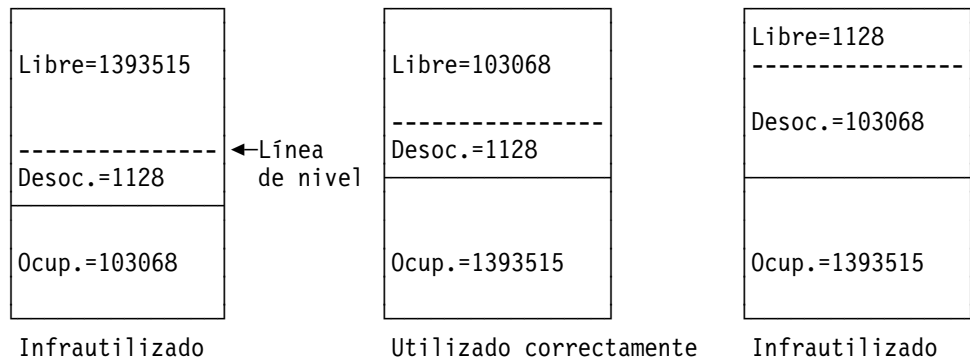 Libre=1393515
Desoc.=1128
Ocup.=103068
Infrautilizado
Línea
de nivel
Libre=103068
Desoc.=1128
Ocup.=1393515
Utilizado correctamente
Libre=1128
Desoc.=103068
Ocup.=1393515
Infrautilizado